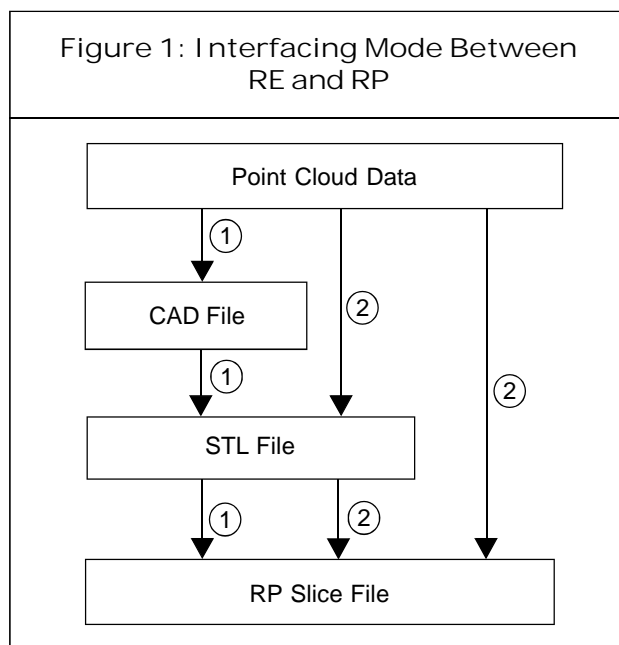 Figure 1: Interfacing Mode Between
RE and RP
Point Cloud Data
①
CAD File
②
①
②
STL File
①
②
RP Slice File